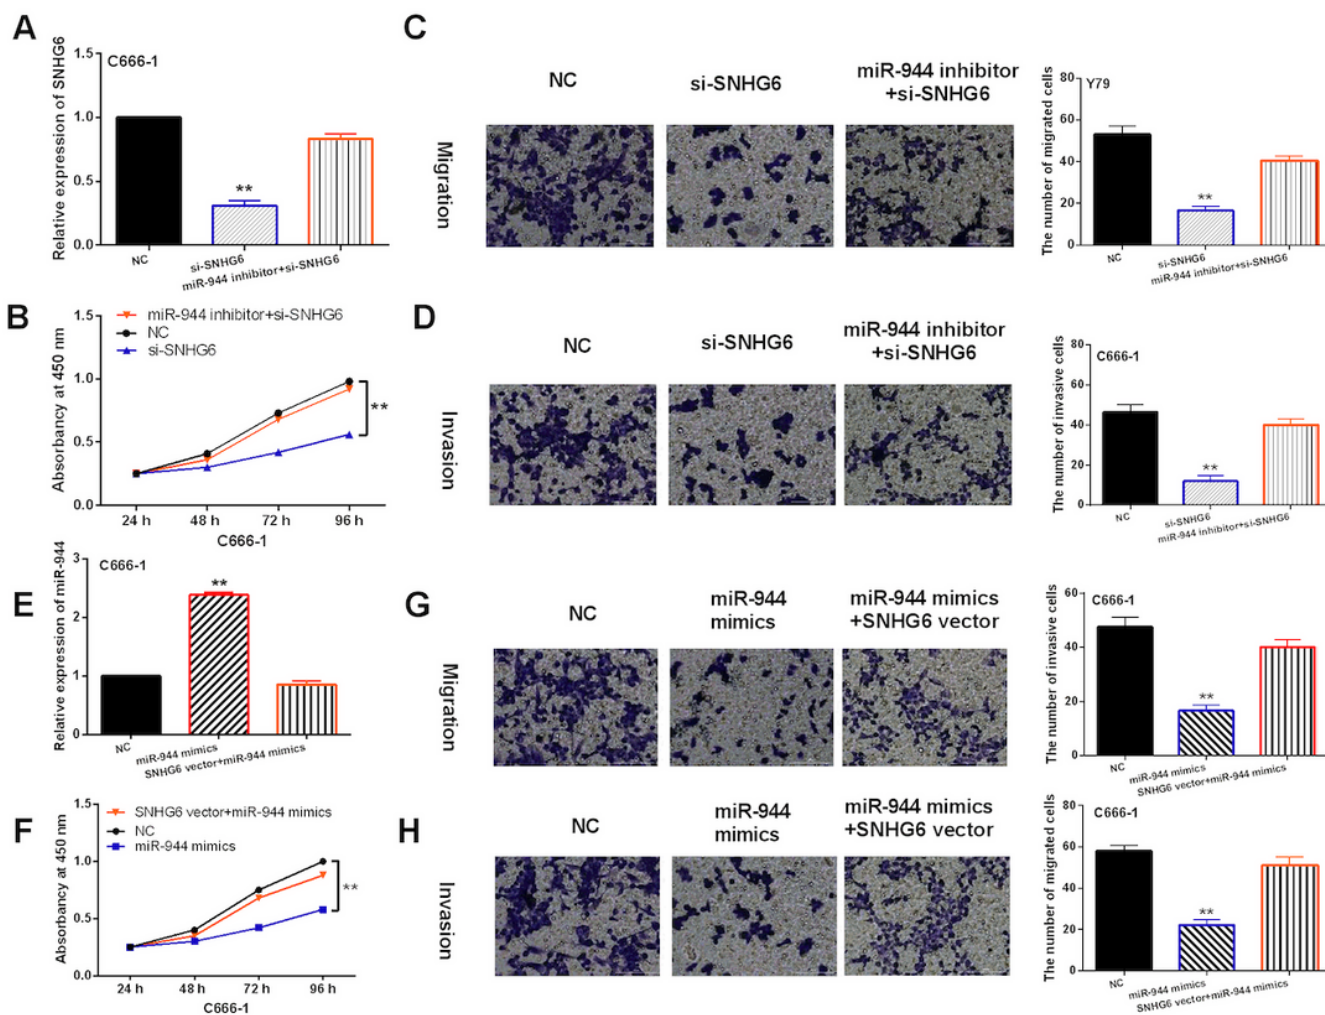 A
Relative expression of SNHG6
1.5
1.0
0.5
0.0
C666-1
**
NC
si-SNHG6
miR-944 inhibitor+si-SNHG6
B
Absorbancy at 450 nm
1.5
1.0
0.5
0.0
miR-944 inhibitor+si-SNHG6
NC
si-SNHG6
**
24 h 48 h 72 h 96 h
C666-1
C
NC
si-SNHG6
miR-944 inhibitor
+si-SNHG6
Migration
The number of migrated cells
80
60
40
20
0
Y79
**
NC
si-SNHG6
miR-944 inhibitor+si-SNHG6
D
NC
si-SNHG6
miR-944 inhibitor
+si-SNHG6
Invasion
The number of invasive cells
80
60
40
20
0
C666-1
**
NC
si-SNHG6
miR-944 inhibitor+si-SNHG6
E
Relative expression of miR-944
3
2
1
0
C666-1
**
NC
miR-944 mimics
SNHG6 vector+miR-944 mimics
F
Absorbancy at 450 nm
1.5
1.0
0.5
0.0
SNHG6 vector+miR-944 mimics
NC
miR-944 mimics
**
24 h 48 h 72 h 96 h
C666-1
G
NC
miR-944
mimics
miR-944 mimics
+SNHG6 vector
Migration
The number of invasive cells
60
40
20
0
C666-1
**
NC
miR-944 mimics
SNHG6 vector+miR-944 mimics
H
NC
miR-944
mimics
miR-944 mimics
+SNHG6 vector
Invasion
The number of migrated cells
80
60
40
20
0
C666-1
**
NC
miR-944 mimics
SNHG6 vector+miR-944 mimics